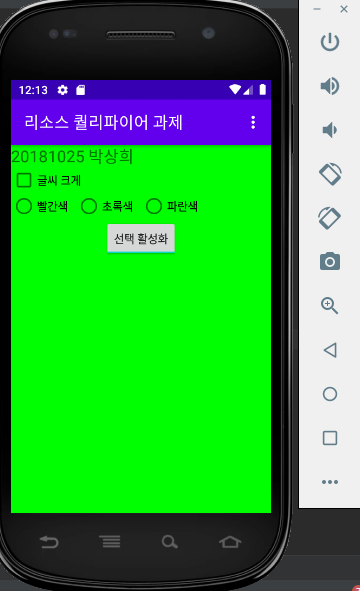 12:13
리소스 퀄리파이어 과제
20181025 박상희
글씨 크게
빨간색 초록색 파란색
선택 활성화